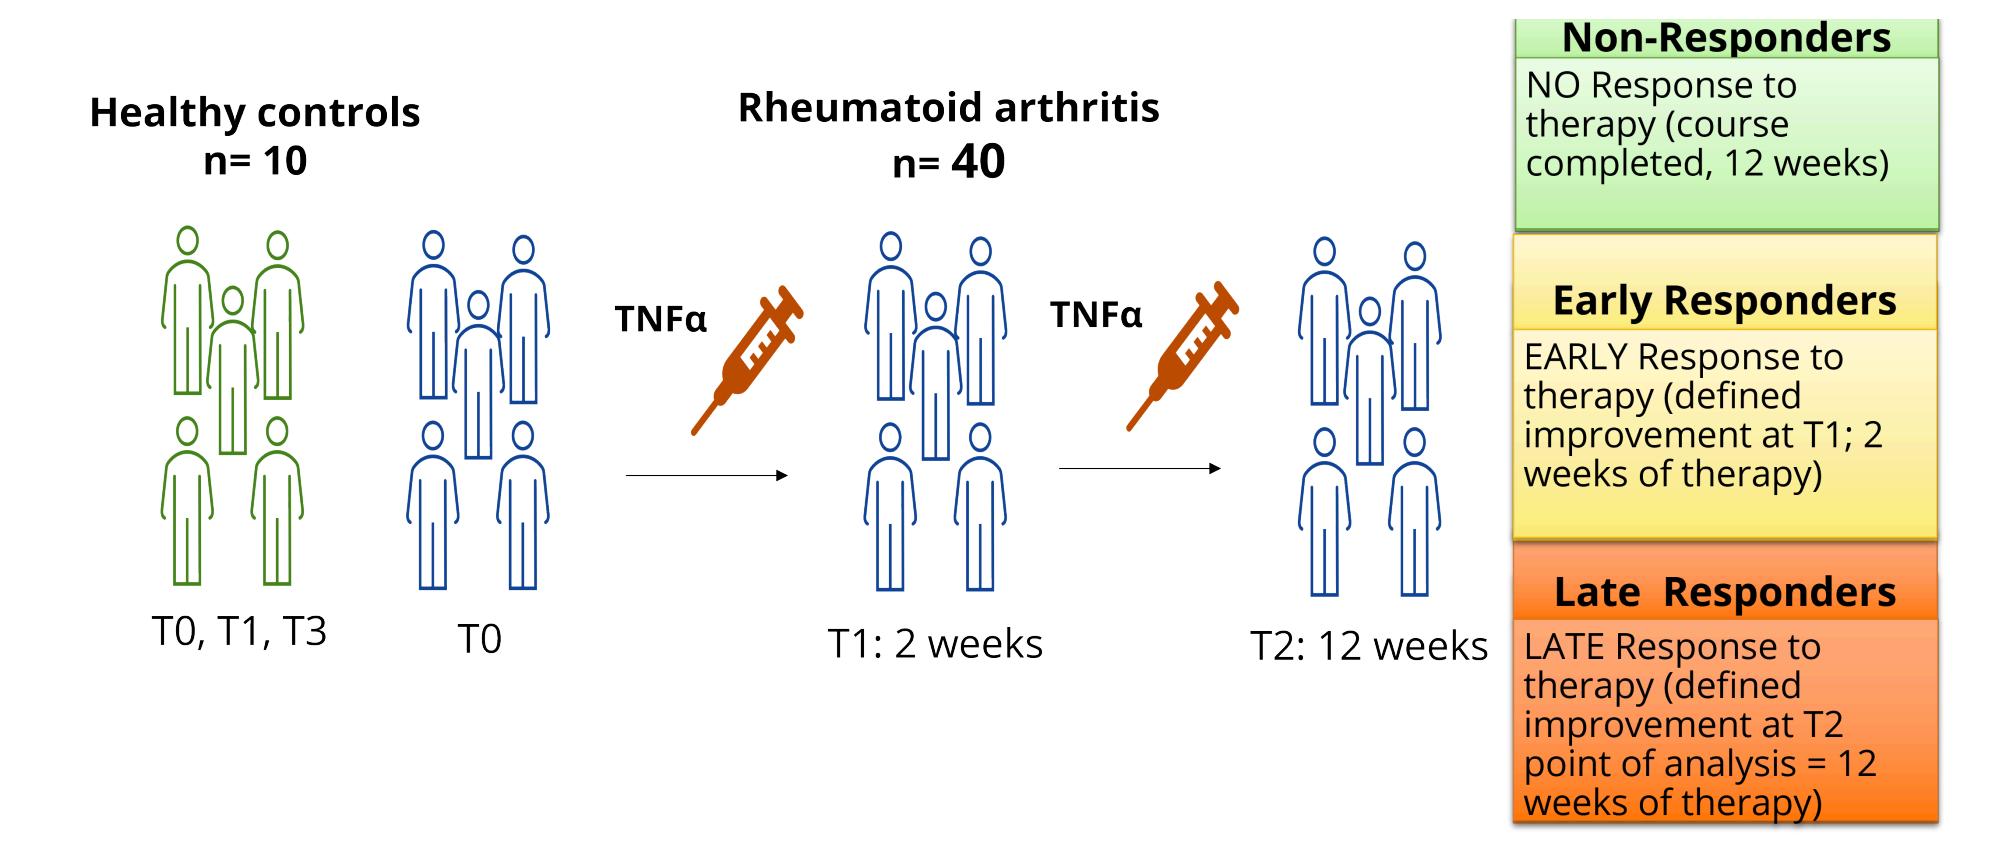 Healthy controls
n= 10
Rheumatoid arthritis
n= 40
TNFα
TNFα
T0, T1, T3
T0
T1: 2 weeks
T2: 12 weeks
Non-Responders
NO Response to
therapy (course
completed, 12 weeks)
Early Responders
EARLY Response to
therapy (defined
improvement at T1; 2
weeks of therapy)
Late  Responders
LATE Response to
therapy (defined
improvement at T2
point of analysis = 12
weeks of therapy)